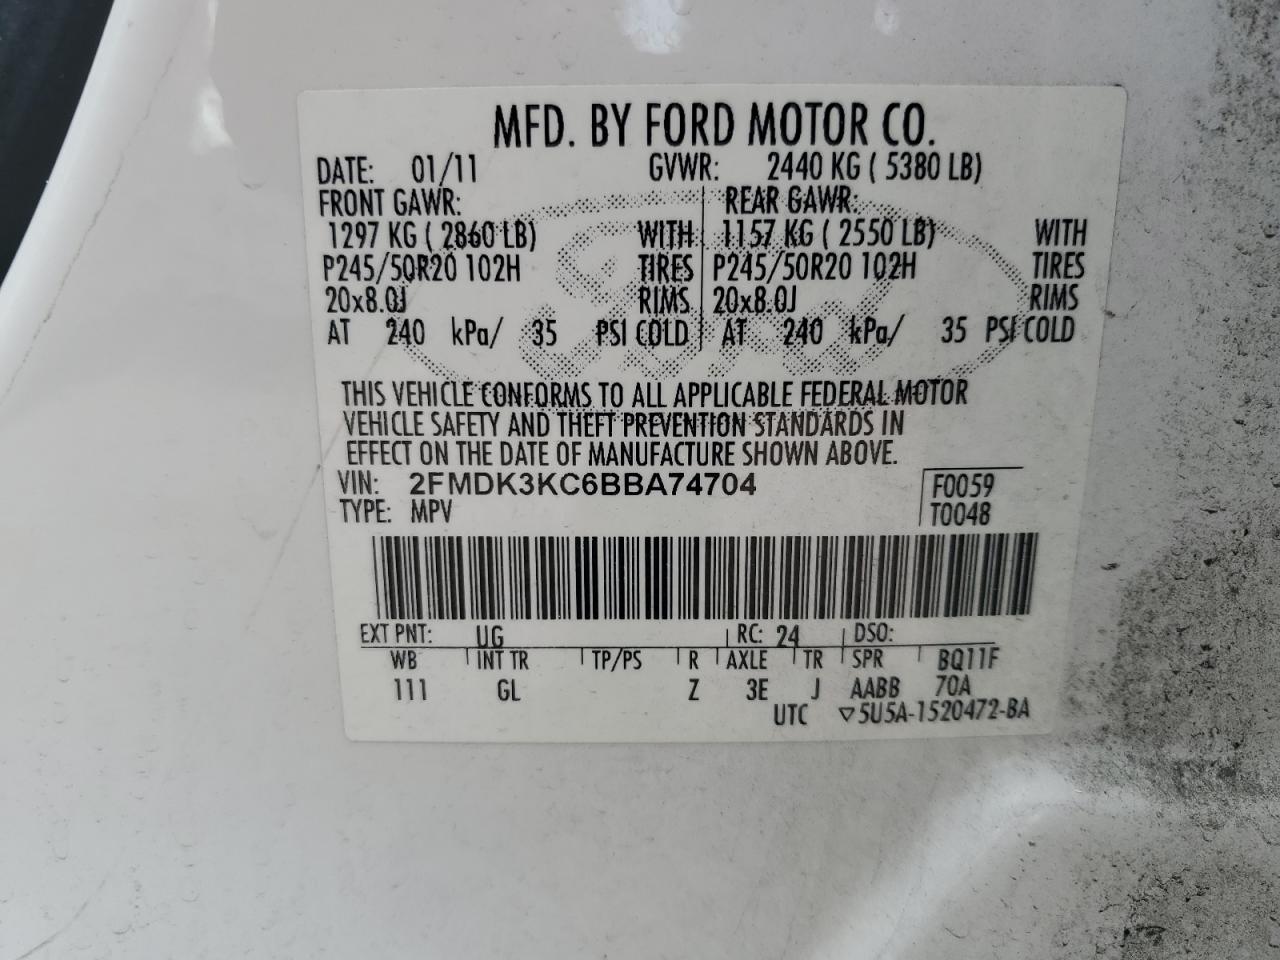 MFD. BY FORD MOTOR CO.
DATE: 01/11 GVWR: 2440 KG ( 5380 LB)
FRONT GAWR: REAR GAWR:
1297 KG ( 2860 LB) WITH 1157 KG ( 2550 LB) WITH
P245/50R20 102H TIRES P245/50R20 102H TIRES
20x8.0J RIMS 20x8.0J RIMS
AT 240 kPa/ 35 PSI COLD AT 240 kPa/ 35 PSI COLD
Ford
THIS VEHICLE CONFORMS TO ALL APPLICABLE FEDERAL MOTOR
VEHICLE SAFETY AND THEFT PREVENTION STANDARDS IN
EFFECT ON THE DATE OF MANUFACTURE SHOWN ABOVE.
VIN: 2FMDK3KC6BBA74704 F0059
TYPE: MPV T0048
EXT PNT: UG RC: 24 DSO:
WB INT TR TP/PS R AXLE TR SPR BQ11F
111 GL Z 3E J AABB 70A
UTC ▽5U5A-1520472-BA